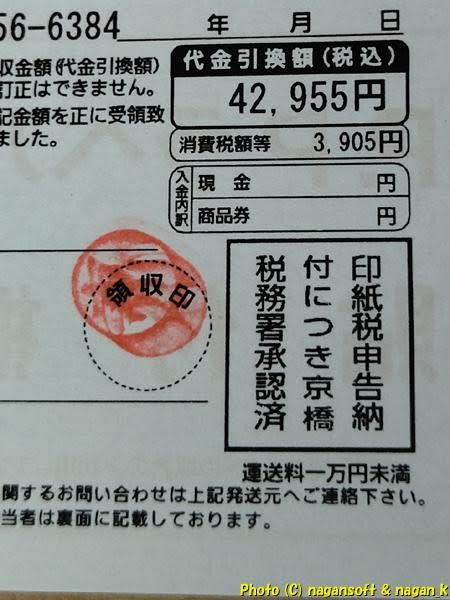 56-6384 年 月 日
収金額(代金引換額)
訂正はできません。
記金額を正に受領致
ました。
代金引換額(税込)
42,955円
消費税額等 3,905円
入金内訳
現金 円
商品券 円
領収印
印紙税申告納
付につき京橋
税務署承認済
運送料一万円未満
関するお問い合わせは上記発送元へご連絡下さい。
当者は裏面に記載しております。
Photo (C) nagansoft & nagan_k